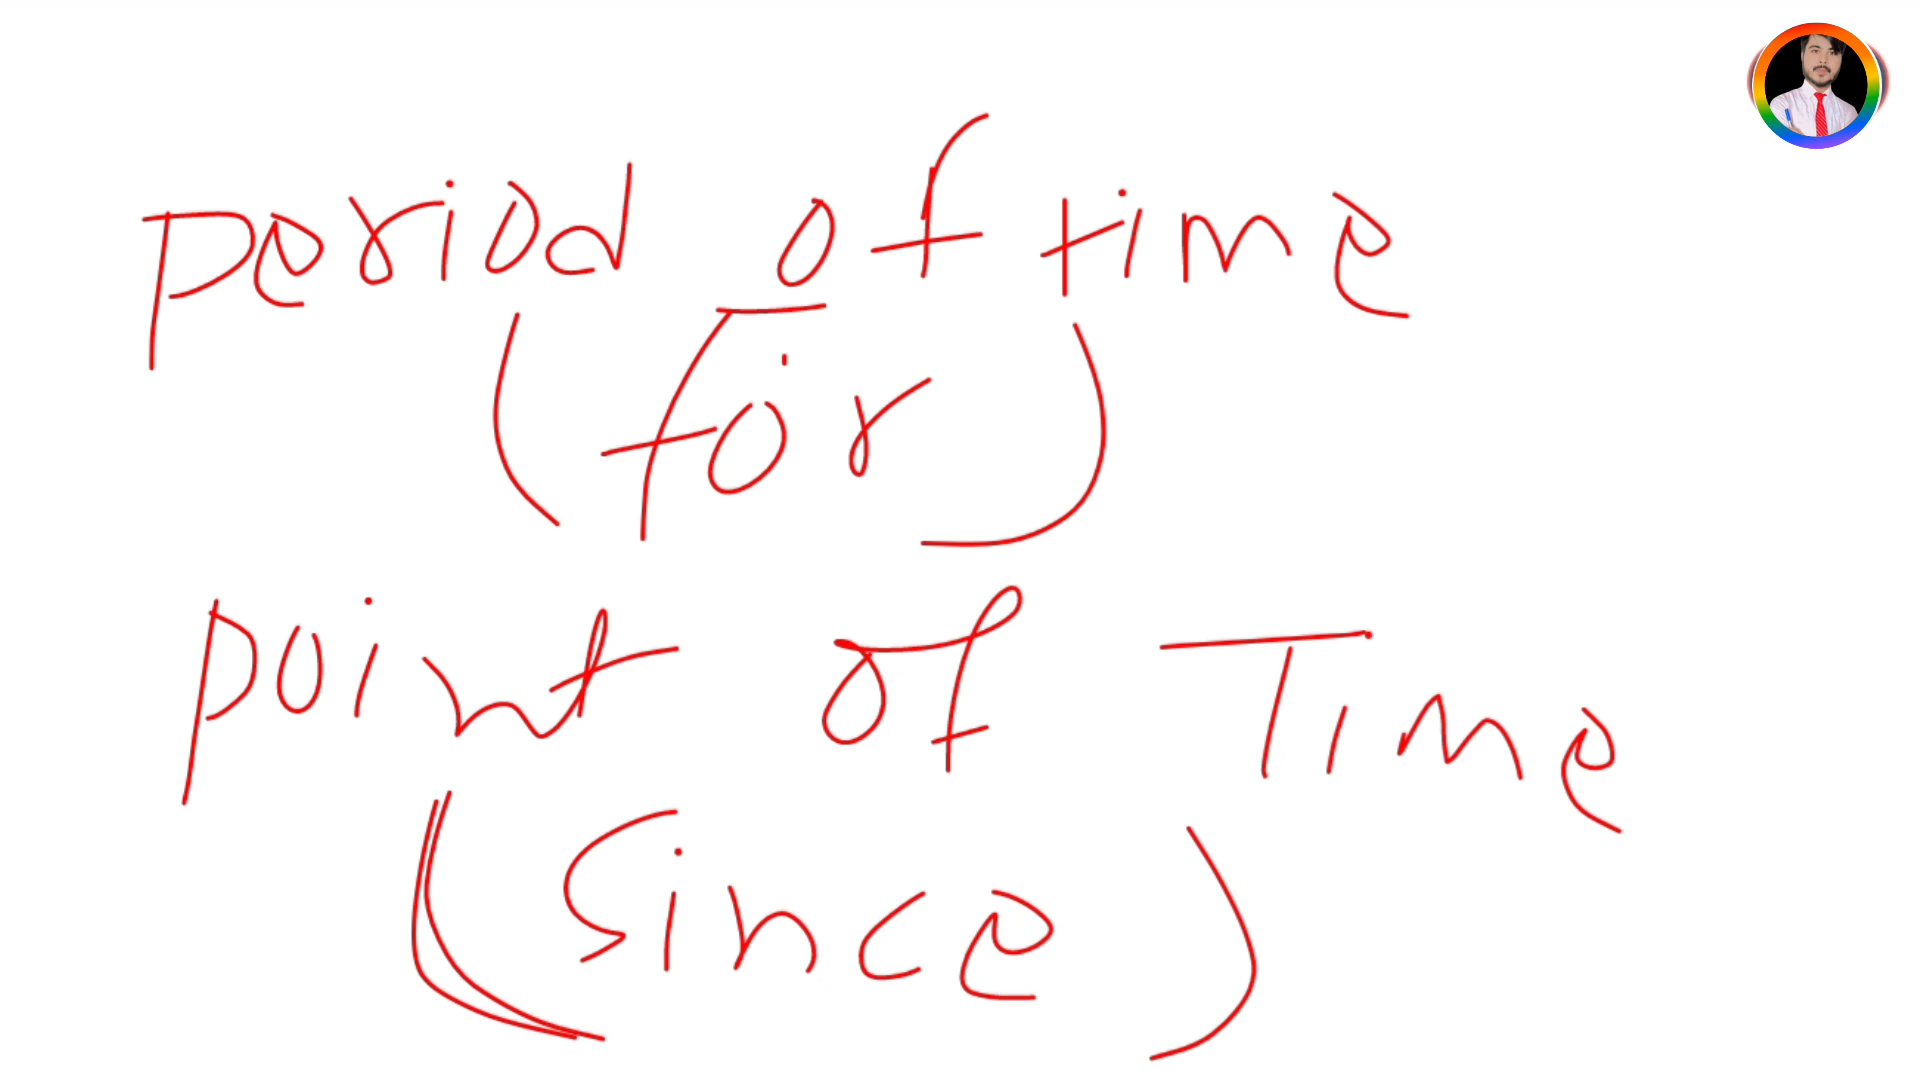 period of time
(for)
point of Time
(Since)